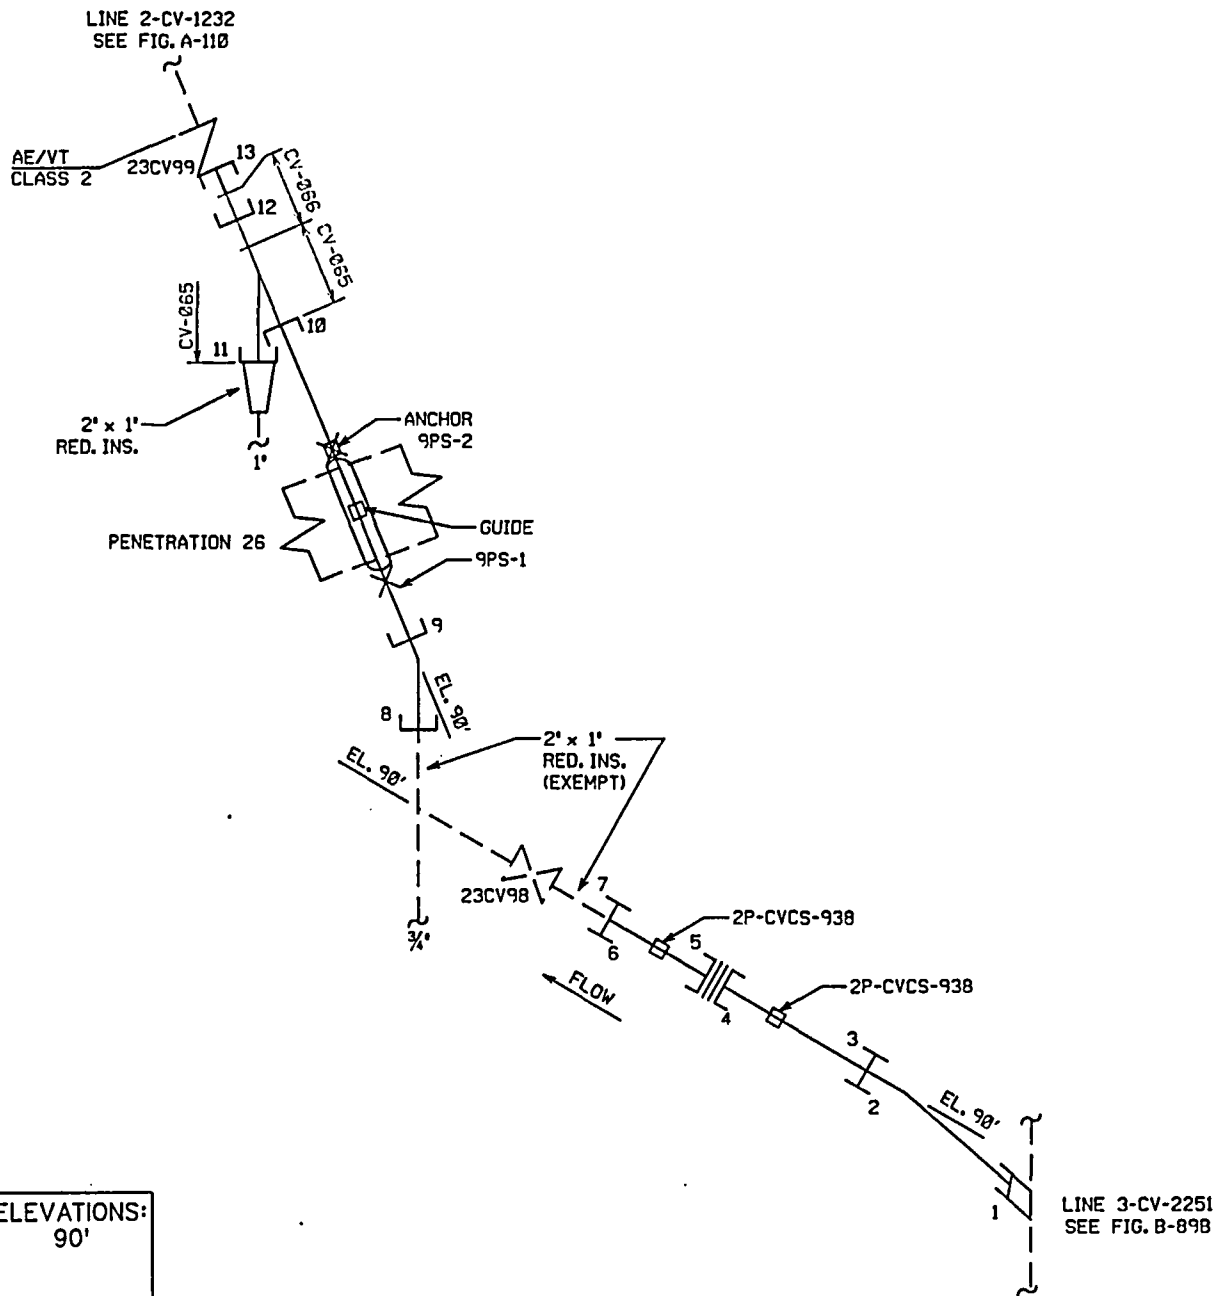 LINE 2-CV-1232
SEE FIG. A-110
AE/VT
CLASS 2
23CV99
13
CV-066
12
CV-065
CV-065
10
11
2" x 1"
RED. INS.
1"
ANCHOR
9PS-2
GUIDE
PENETRATION 26
9PS-1
9
EL. 90'
8
2" x 1"
RED. INS.
(EXEMPT)
EL. 90'
23CV98
7
6
3/4"
2P-CVCS-938
5
FLOW
4
2P-CVCS-938
3
2
EL. 90'
1
LINE 3-CV-2251
SEE FIG. B-89B
ELEVATIONS:
90'